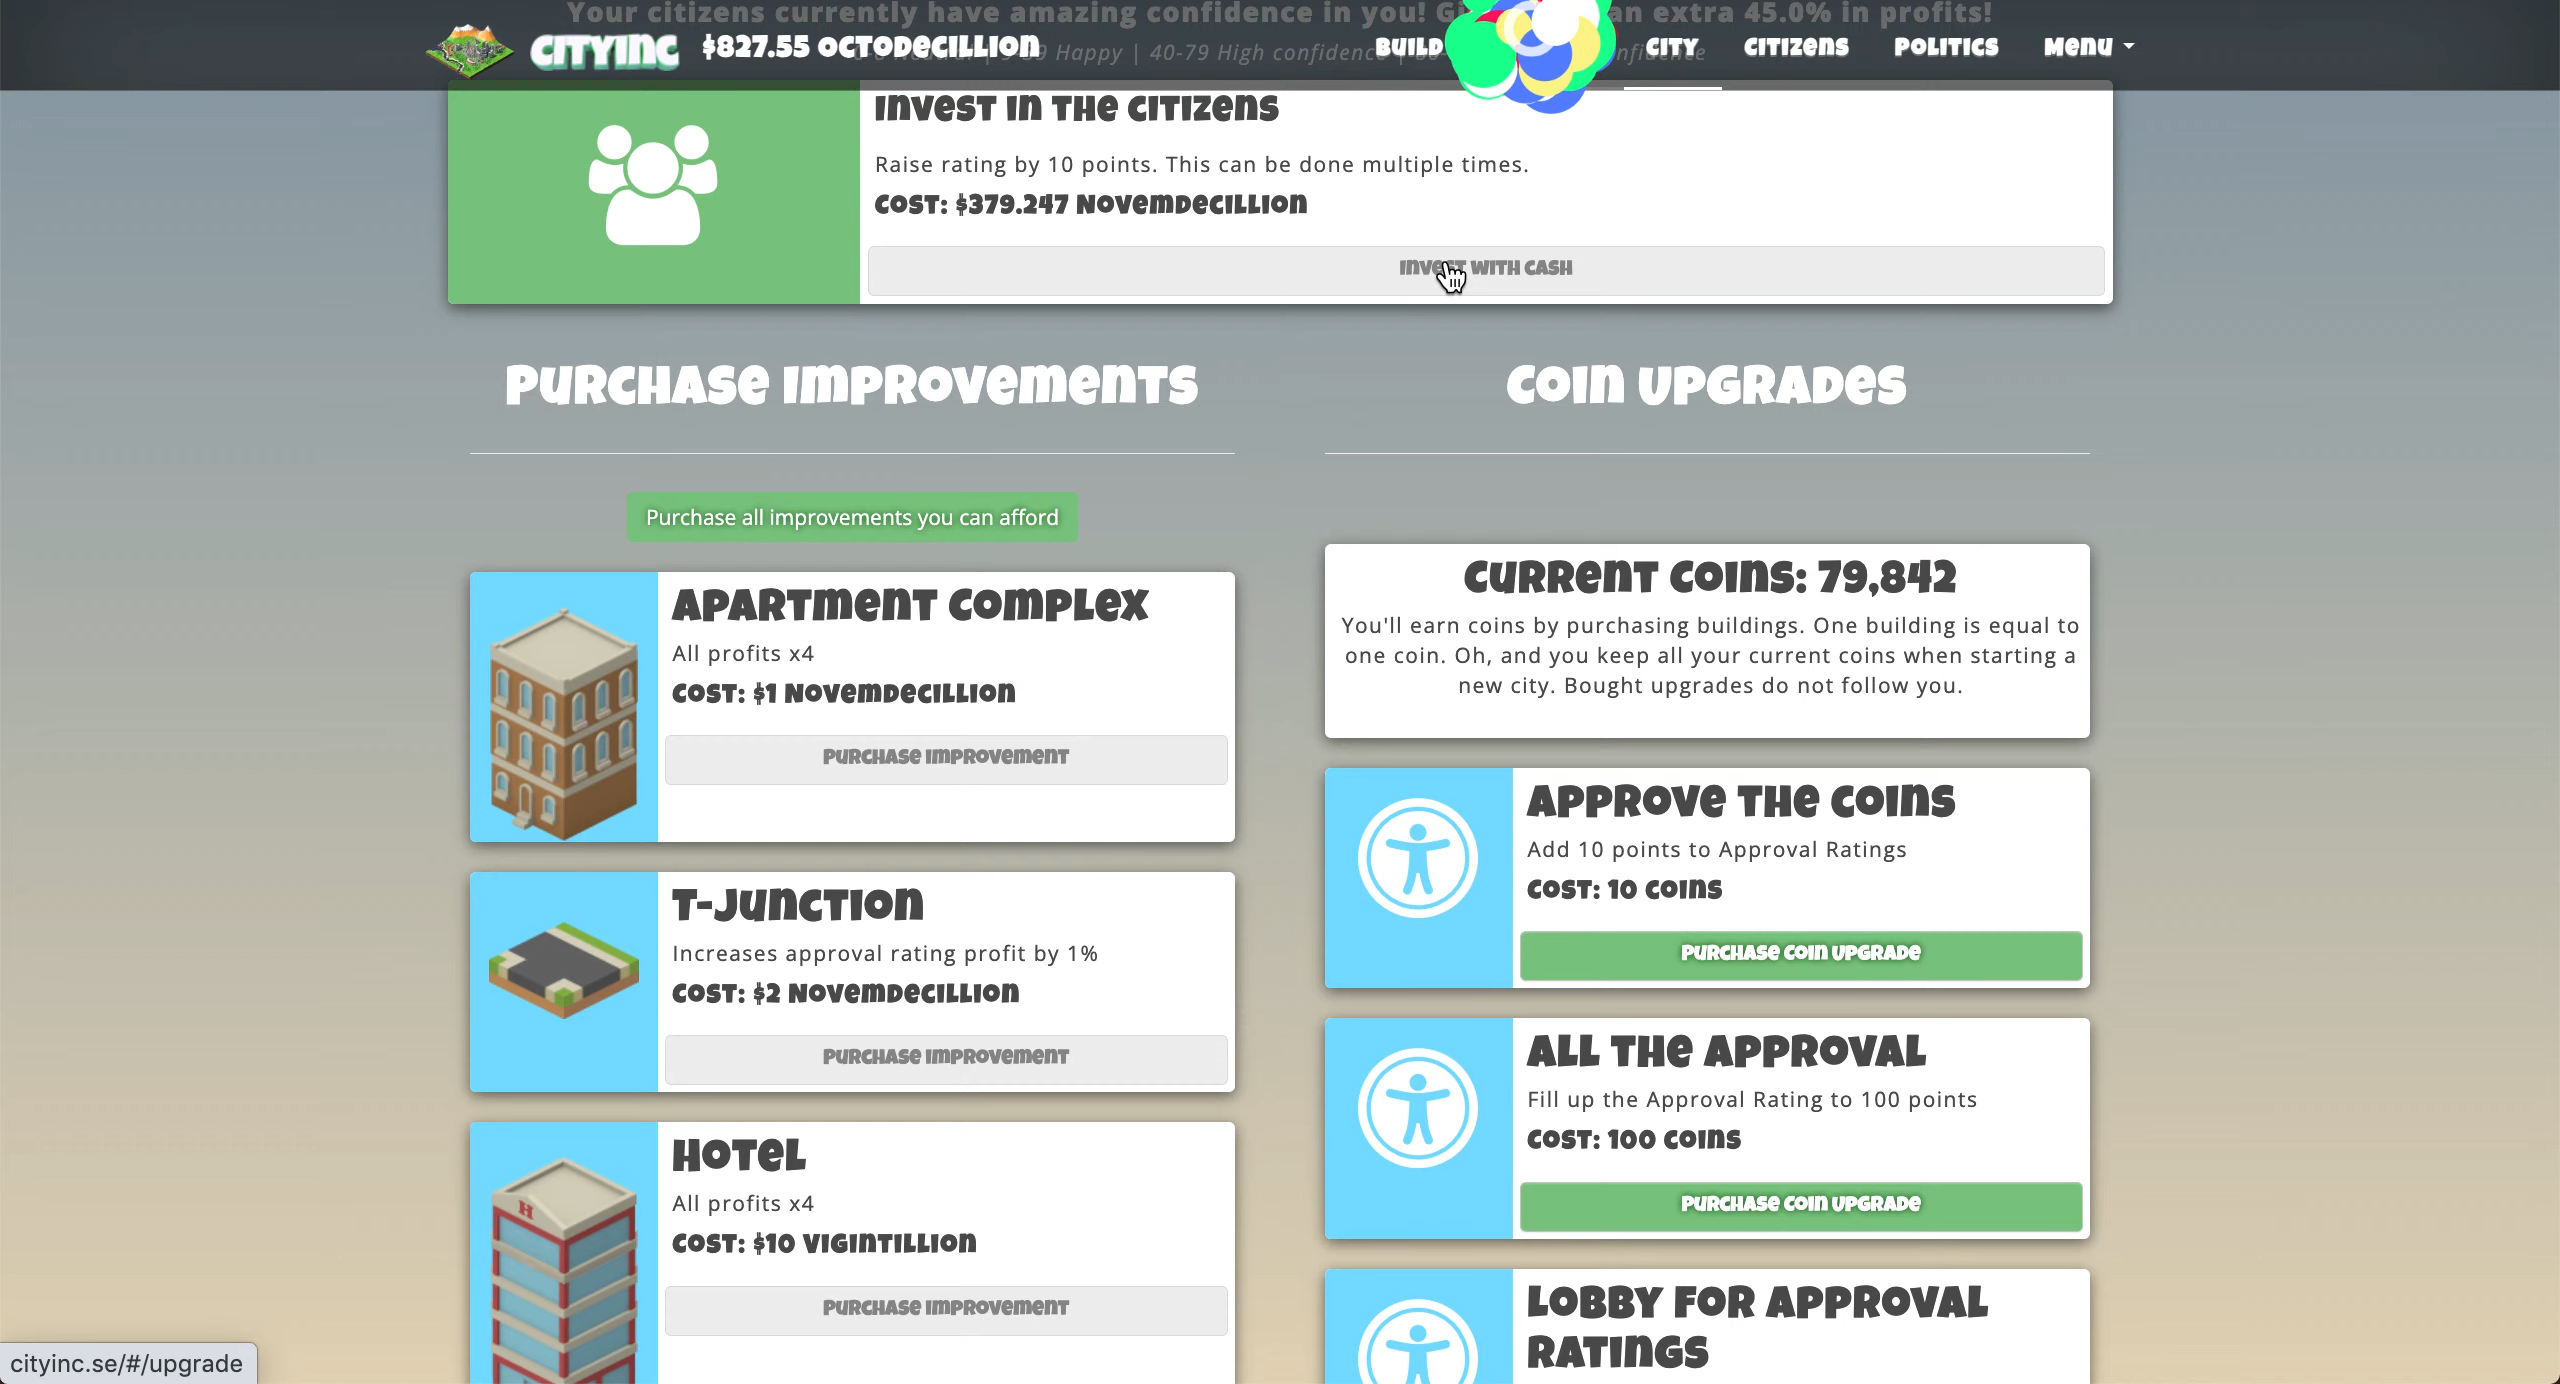 Your citizens currently have amazing confidence in you! Gi an extra 45.0% in profits!
CITYINC
$827.55 OCTODECILLION
Happy | 40-79 High confidence |
BUILD
CITY
CITIZENS
POLITICS
MENU
INVEST IN THE CITIZENS
Raise rating by 10 points. This can be done multiple times.
COST: $379.247 NOVEMDECILLION
INVEST WITH CASH
PURCHASE IMPROVEMENTS
Purchase all improvements you can afford
APARTMENT COMPLEX
All profits x4
COST: $1 NOVEMDECILLION
PURCHASE IMPROVEMENT
T-JUNCTION
Increases approval rating profit by 1%
COST: $2 NOVEMDECILLION
PURCHASE IMPROVEMENT
HOTEL
All profits x4
COST: $10 VIGINTILLION
PURCHASE IMPROVEMENT
COIN UPGRADES
CURRENT COINS: 79,842
You'll earn coins by purchasing buildings. One building is equal to
one coin. Oh, and you keep all your current coins when starting a
new city. Bought upgrades do not follow you.
APPROVE THE COINS
Add 10 points to Approval Ratings
COST: 10 COINS
PURCHASE COIN UPGRADE
ALL THE APPROVAL
Fill up the Approval Rating to 100 points
COST: 100 COINS
PURCHASE COIN UPGRADE
LOBBY FOR APPROVAL
RATINGS
cityinc.se/#/upgrade